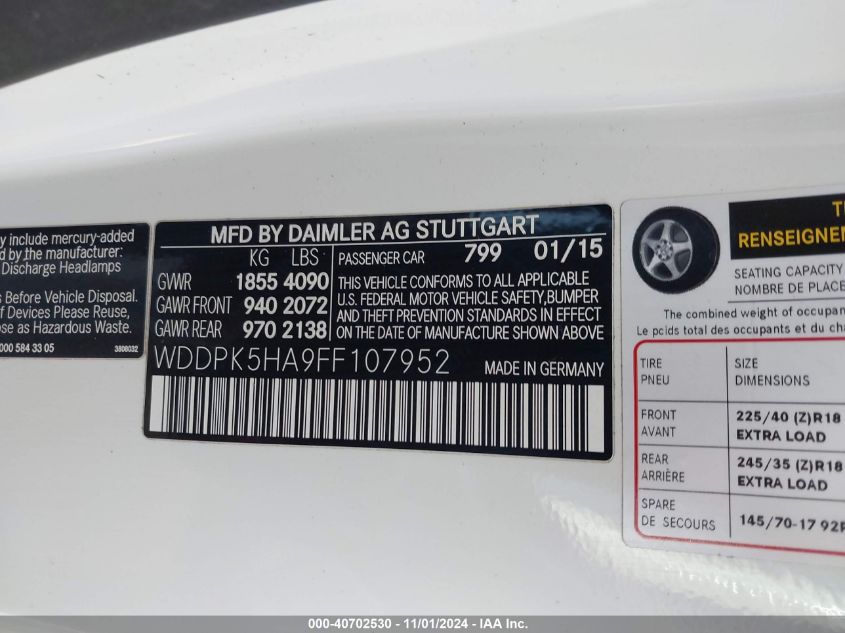 y include mercury-added
d by the manufacturer:
Discharge Headlamps
s Before Vehicle Disposal.
f Devices Please Reuse,
ose as Hazardous Waste.
000 584 33 05 3808032
MFD BY DAIMLER AG STUTTGART
KG LBS PASSENGER CAR 799 01/15
GVWR 1855 4090
GAWR FRONT 940 2072
GAWR REAR 970 2138
THIS VEHICLE CONFORMS TO ALL APPLICABLE
U.S. FEDERAL MOTOR VEHICLE SAFETY, BUMPER
AND THEFT PREVENTION STANDARDS IN EFFECT
ON THE DATE OF MANUFACTURE SHOWN ABOVE
WDDPK5HA9FF107952 MADE IN GERMANY
RENSEIGNEM
SEATING CAPACITY
NOMBRE DE PLACE
The combined weight of occupan
Le pcids total des occupants et du cha
TIRE SIZE
PNEU DIMENSIONS
FRONT 225/40 (Z)R18
AVANT EXTRA LOAD
REAR 245/35 (Z)R18
ARRIÈRE EXTRA LOAD
SPARE
DE SECOURS 145/70-17 92P
000-40702530 - 11/01/2024 - IAA Inc.